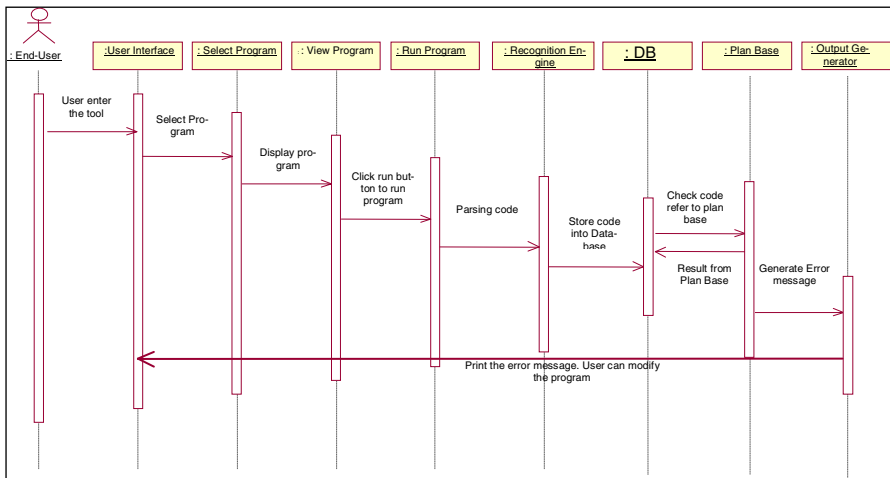 : End-User
:User Interface
: Select Program
: View Program
: Run Program
: Recognition En-
gine
: DB
: Plan Base
: Output Ge-
nerator
User enter
the tool
Select Pro-
gram
Display pro-
gram
Click run but-
ton to run
program
Parsing code
Store code
into Data-
base
Check code
refer to plan
base
Result from
Plan Base
Generate Error
message
Print the error message. User can modify
the program